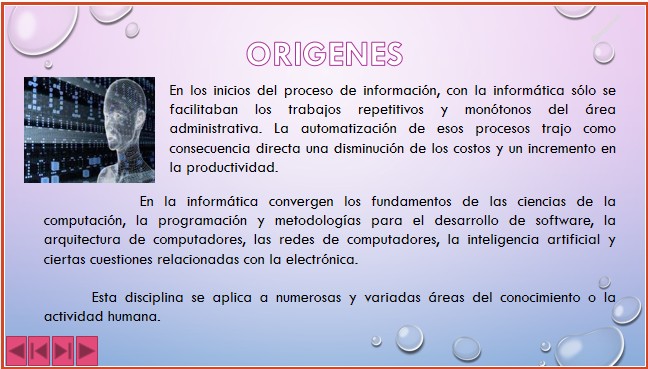 ORIGENES
En los inicios del proceso de información, con la informática sólo se
facilitaban los trabajos repetitivos y monótonos del área
administrativa. La automatización de esos procesos trajo como
consecuencia directa una disminución de los costos y un incremento en
la productividad.
En la informática convergen los fundamentos de las ciencias de la
computación, la programación y metodologías para el desarrollo de software, la
arquitectura de computadores, las redes de computadores, la inteligencia artificial y
ciertas cuestiones relacionadas con la electrónica.
Esta disciplina se aplica a numerosas y variadas áreas del conocimiento o la
actividad humana.